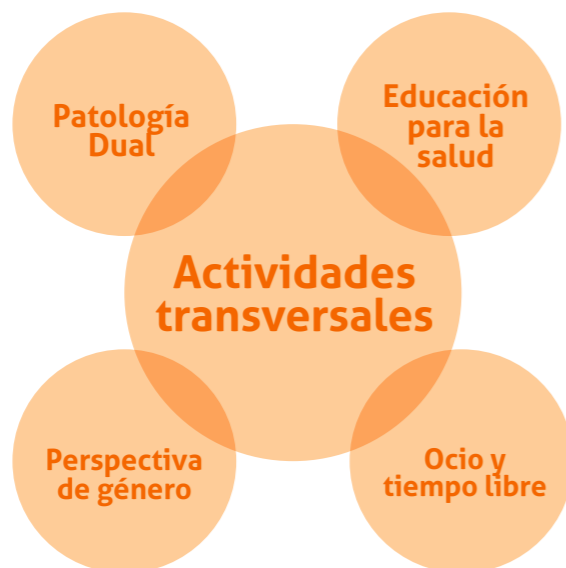 Patología
Dual
Educación
para la
salud
Actividades
transversales
Perspectiva
de género
Ocio y
tiempo libre